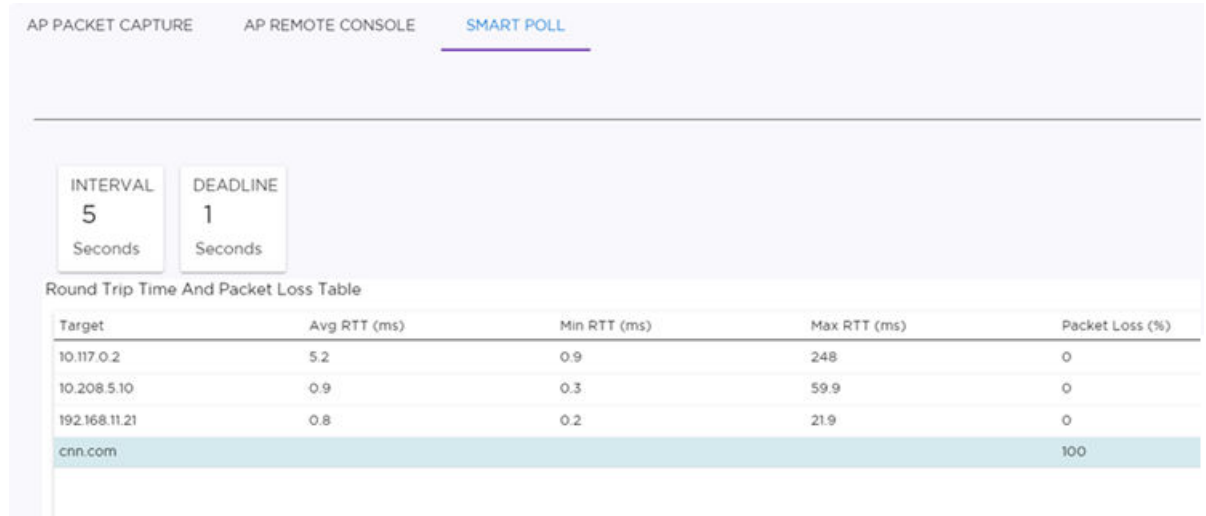 AP PACKET CAPTURE AP REMOTE CONSOLE SMART POLL
INTERVAL DEADLINE
5 1
Seconds Seconds
Round Trip Time And Packet Loss Table
Target Avg RTT (ms) Min RTT (ms) Max RTT (ms) Packet Loss (%)
10.117.0.2 5.2 0.9 248 0
10.208.5.10 0.9 0.3 59.9 0
192.168.11.21 0.8 0.2 21.9 0
cnn.com 100